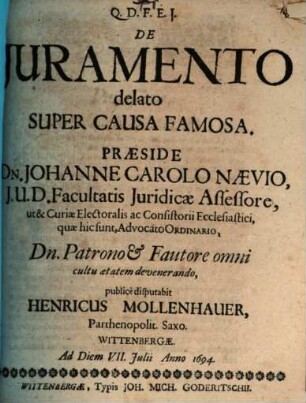 Q. D. F. E. J.
DE
JURAMENTO
delato
SUPER CAUSA FAMOSA.
PRÆSIDE
DN. JOHANNE CAROLO NÆVIO,
J.U.D. Facultatis Juridicæ Assessore,
ut & Curiæ Electoralis ac Consistorii Ecclesiastici,
quæ hic sunt, Advocato ORDINARIO,
Dn. Patrono & Fautore omni
cultu ætatem devenerando,
publicè disputabit
HENRICUS MOLLENHAUER,
Parthenopolit. Saxo.
WITTENBERGÆ.
Ad Diem VII. Julii Anno 1694.
WITTENBERGÆ, Typis JOH. MICH. GODERITSCHII.